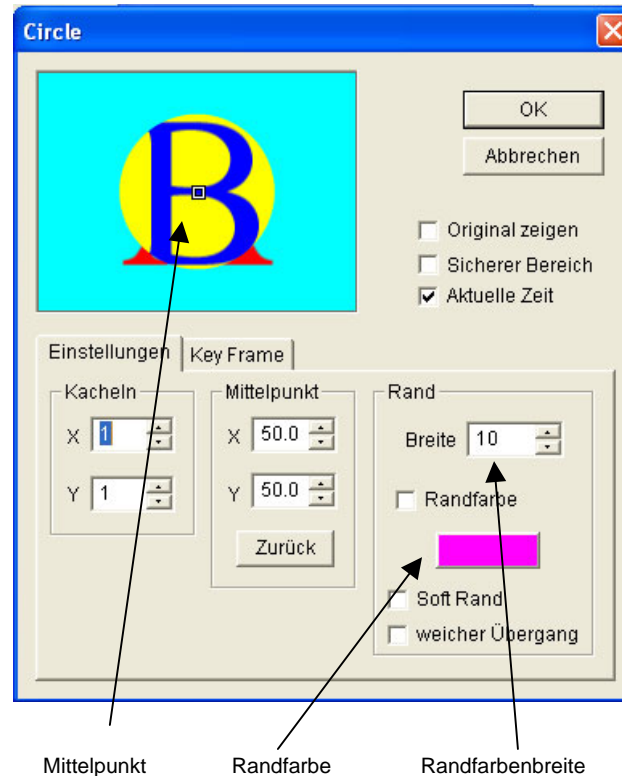 Circle
B
OK
Abbrechen
Original zeigen
Sicherer Bereich
Aktuelle Zeit
Einstellungen Key Frame
Kacheln Mittelpunkt Rand
X 1 X 50.0 Breite 10
Y 1 Y 50.0 Randfarbe
Zurück
Soft Rand
weicher Übergang
Mittelpunkt Randfarbe Randfarbenbreite